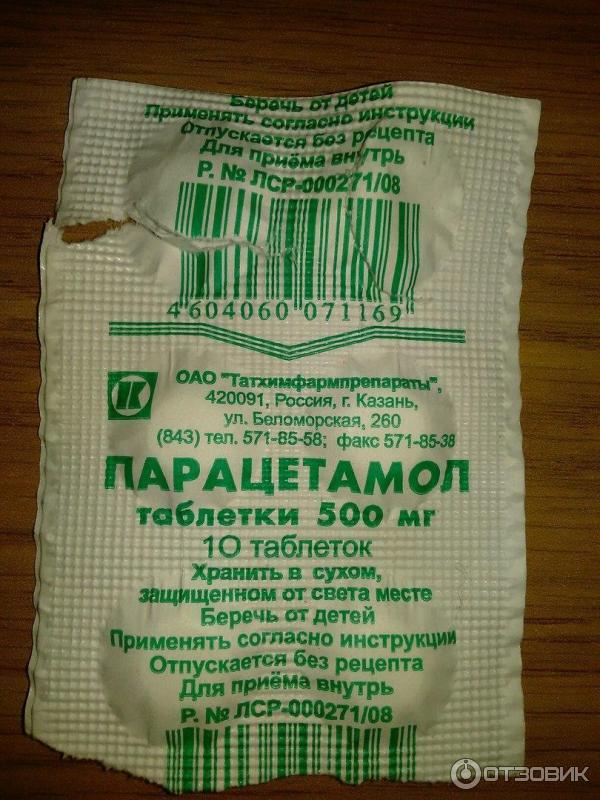 Беречь от детей
Применять согласно инструкции
Отпускается без рецепта
Для приёма внутрь
Р. № ЛСР-000271/08
4 604060 071169
ОАО "Татхимфармпрепараты",
420091, Россия, г. Казань,
ул. Беломорская, 260
(843) тел. 571-85-58; факс 571-85-38
ПАРАЦЕТАМОЛ
таблетки 500 мг
10 таблеток
Хранить в сухом,
защищенном от света месте
Беречь от детей
Применять согласно инструкции
Отпускается без рецепта
Для приёма внутрь
Р. № ЛСР-000271/08
ОТЗОВИК